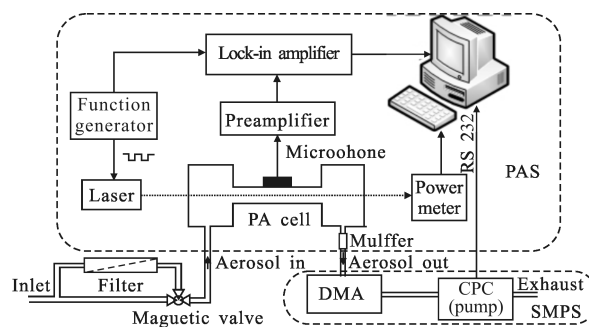 Lock-in amplifier
Function
generator
Preamplifier
Microohone
RS 232
Laser
Power
meter
PAS
PA cell
Mulffer
Aerosol in
Aerosol out
Inlet
Filter
DMA
CPC
(pump)
Exhaust
SMPS
Magnetic valve